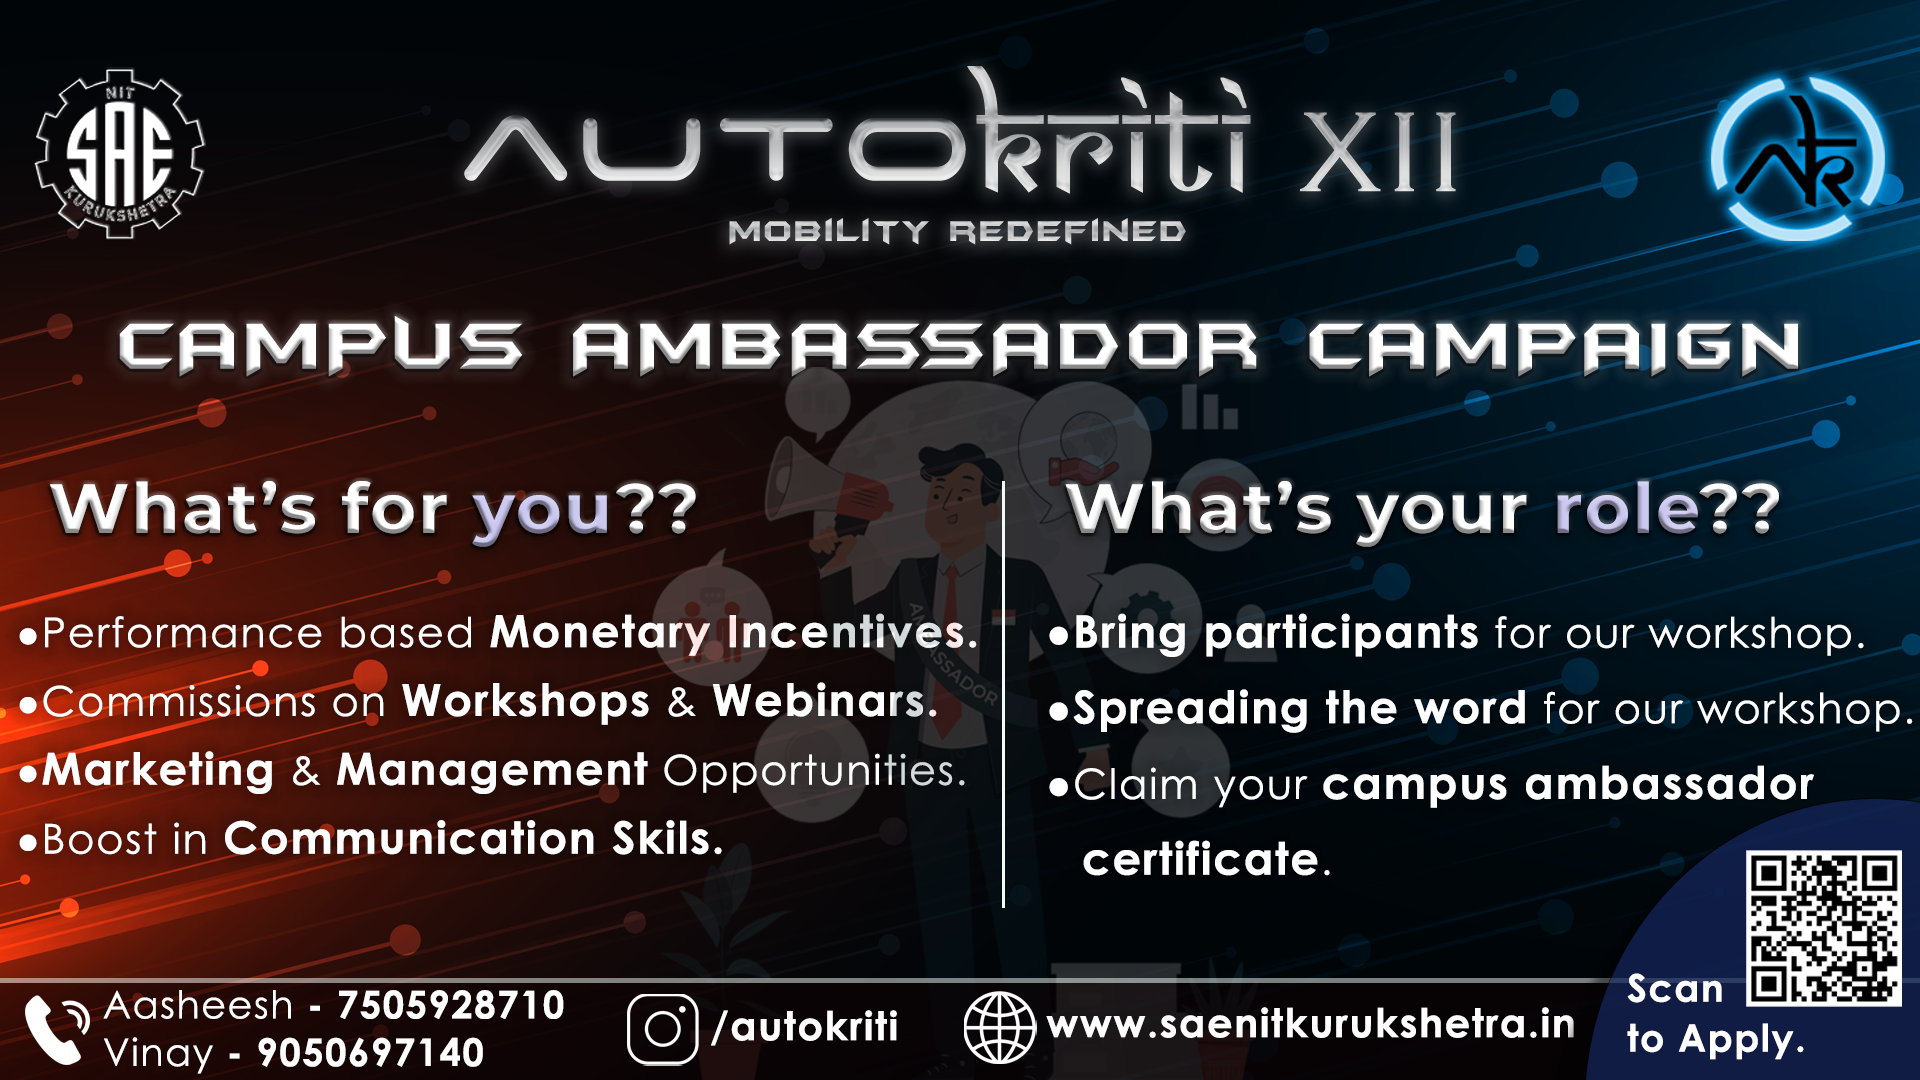 NIT
SAE
KURUKSHETRA
AUTOkriti XII
MOBILITY REDEFINED
CAMPUS AMBASSADOR CAMPAIGN
What's for you??
•Performance based Monetary Incentives.
•Commissions on Workshops & Webinars.
•Marketing & Management Opportunities.
•Boost in Communication Skils.
AMBASSADOR
What's your role??
•Bring participants for our workshop.
•Spreading the word for our workshop.
•Claim your campus ambassador
certificate.
Aasheesh - 7505928710
Vinay - 9050697140
/autokriti
www.saenitkurukshetra.in
Scan
to Apply.